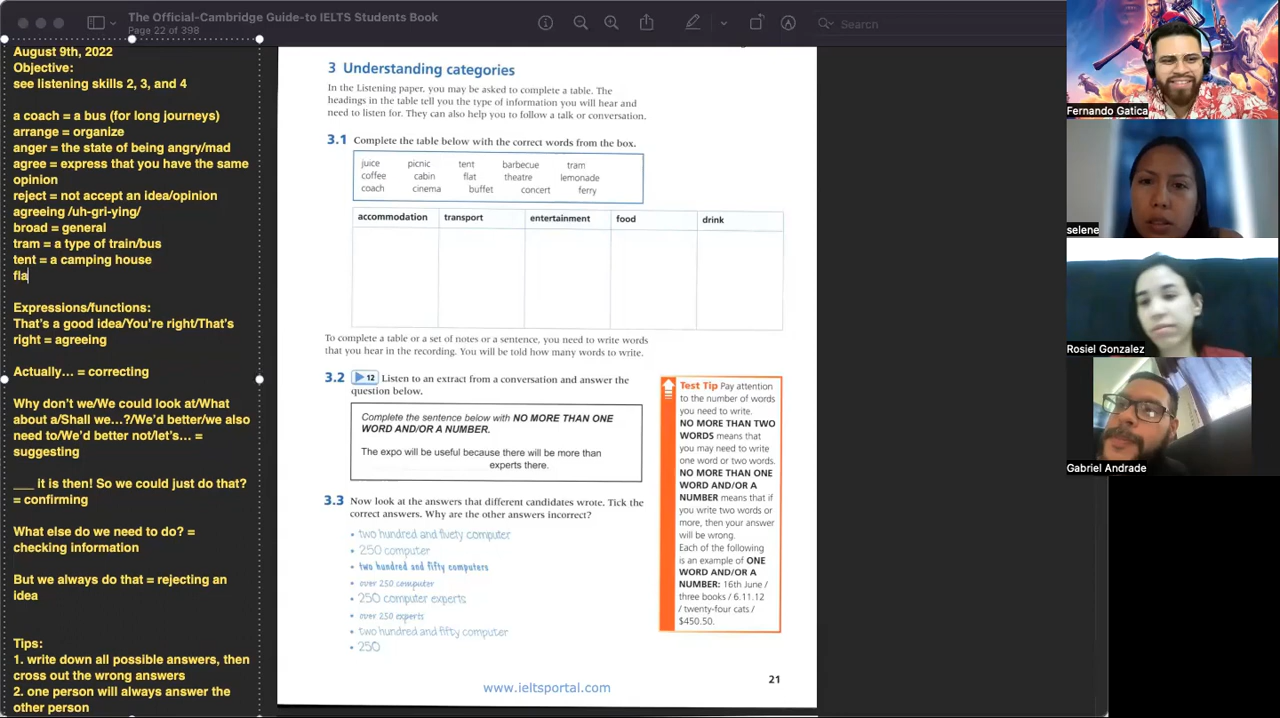 The Official-Cambridge Guide-to IELTS Students Book
Page 22 of 398
Search
August 9th, 2022
Objective:
see listening skills 2, 3, and 4
a coach = a bus (for long journeys)
arrange = organize
anger = the state of being angry/mad
agree = express that you have the same
opinion
reject = not accept an idea/opinion
agreeing /uh-gri-ying/
broad = general
tram = a type of train/bus
tent = a camping house
fla
Expressions/functions:
That's a good idea/You're right/That's
right = agreeing
Actually… = correcting
Why don't we/We could look at/What
about a/Shall we…?/We'd better/we also
need to/We'd better not/let's… =
suggesting
___ it is then! So we could just do that?
= confirming
What else do we need to do? =
checking information
But we always do that = rejecting an
idea
Tips:
1. write down all possible answers, then
cross out the wrong answers
2. one person will always answer the
other person
3 Understanding categories
In the Listening paper, you may be asked to complete a table. The
headings in the table tell you the type of information you will hear and
need to listen for. They can also help you to follow a talk or conversation.
3.1 Complete the table below with the correct words from the box.
juice picnic tent barbecue tram
coffee cabin flat theatre lemonade
coach cinema buffet concert ferry
accommodation transport entertainment food drink
To complete a table or a set of notes or a sentence, you need to write words
that you hear in the recording. You will be told how many words to write.
3.2 12 Listen to an extract from a conversation and answer the
question below.
Complete the sentence below with NO MORE THAN ONE
WORD AND/OR A NUMBER.
The expo will be useful because there will be more than
experts there.
3.3 Now look at the answers that different candidates wrote. Tick the
correct answers. Why are the other answers incorrect?
• two hundred and fivety computer
• 250 computer
• two hundred and fifty computers
• over 250 computer
• 250 computer experts
• over 250 experts
• two hundred and fifty computer
• 250
Test Tip Pay attention
to the number of words
you need to write.
NO MORE THAN TWO
WORDS means that
you may need to write
one word or two words.
NO MORE THAN ONE
WORD AND/OR A
NUMBER means that if
you write two words or
more, then your answer
will be wrong.
Each of the following
is an example of ONE
WORD AND/OR A
NUMBER: 16th June /
three books / 6.11.12
/ twenty-four cats /
$450.50.
www.ieltsportal.com
21
Fernando Gatica
selene
Rosiel Gonzalez
Gabriel Andrade